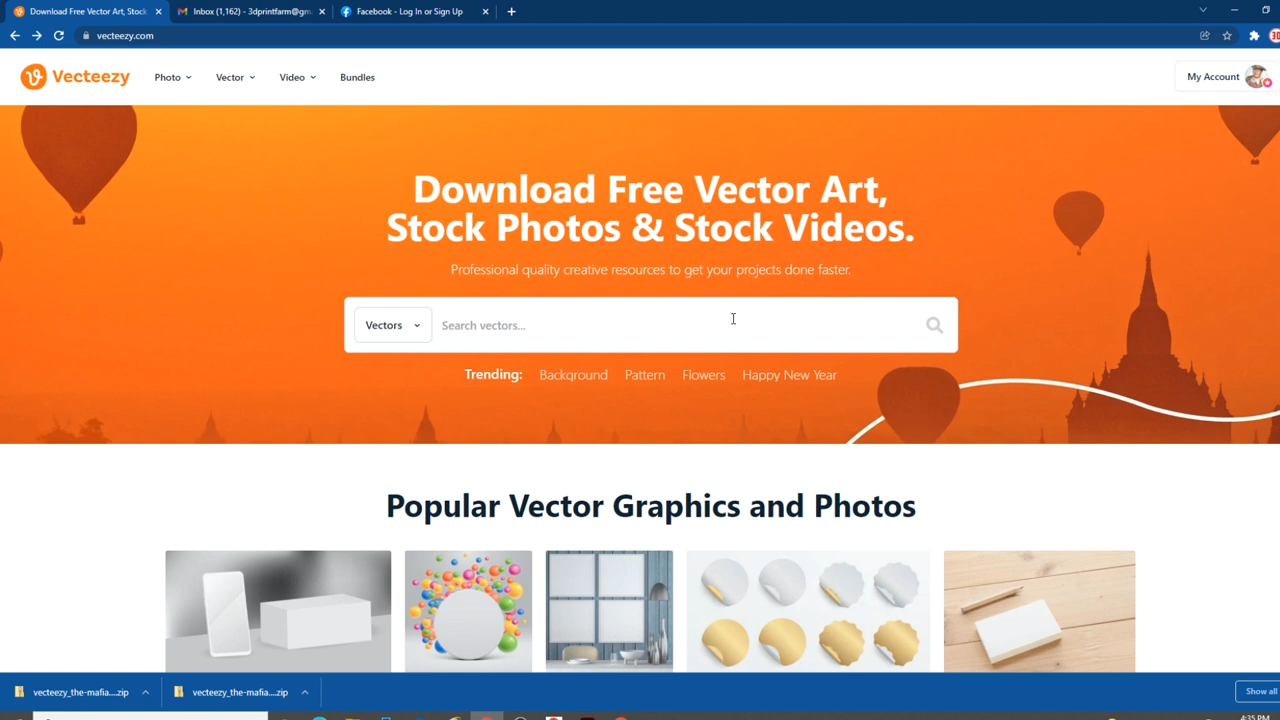 Download Free Vector Art, Stock
Inbox (1,162) - 3dprintfarm@gm
Facebook - Log In or Sign Up
vecteezy.com
Vecteezy
Photo
Vector
Video
Bundles
My Account
Download Free Vector Art,
Stock Photos & Stock Videos.
Professional quality creative resources to get your projects done faster.
Vectors
Search vectors...
Trending: Background Pattern Flowers Happy New Year
Popular Vector Graphics and Photos
vecteezy_the-mafia....zip
vecteezy_the-mafia....zip
Show all
4:35 PM